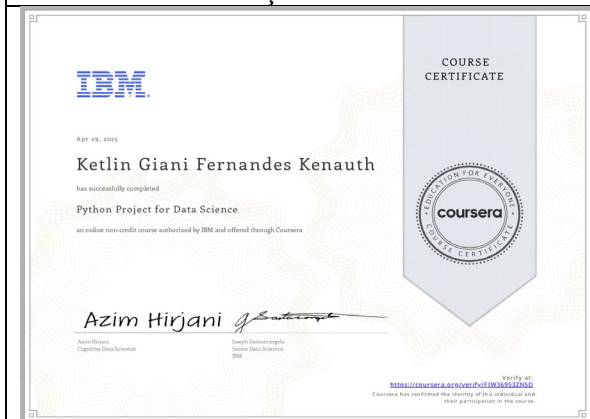 IBM
COURSE
CERTIFICATE
Apr 29, 2025
Ketlin Giani Fernandes Kenauth
has successfully completed
Python Project for Data Science
an online non-credit course authorized by IBM and offered through Coursera
EDUCATION FOR EVERYONE
coursera
COURSE CERTIFICATE
Azim Hirjani
Azim Hirjani
Cognitive Data Scientist
Joseph Santarcangelo
Senior Data Scientist
IBM
Verify at:
https://coursera.org/verify/FIW36953ZN5D
Coursera has confirmed the identity of this individual and
their participation in the course.